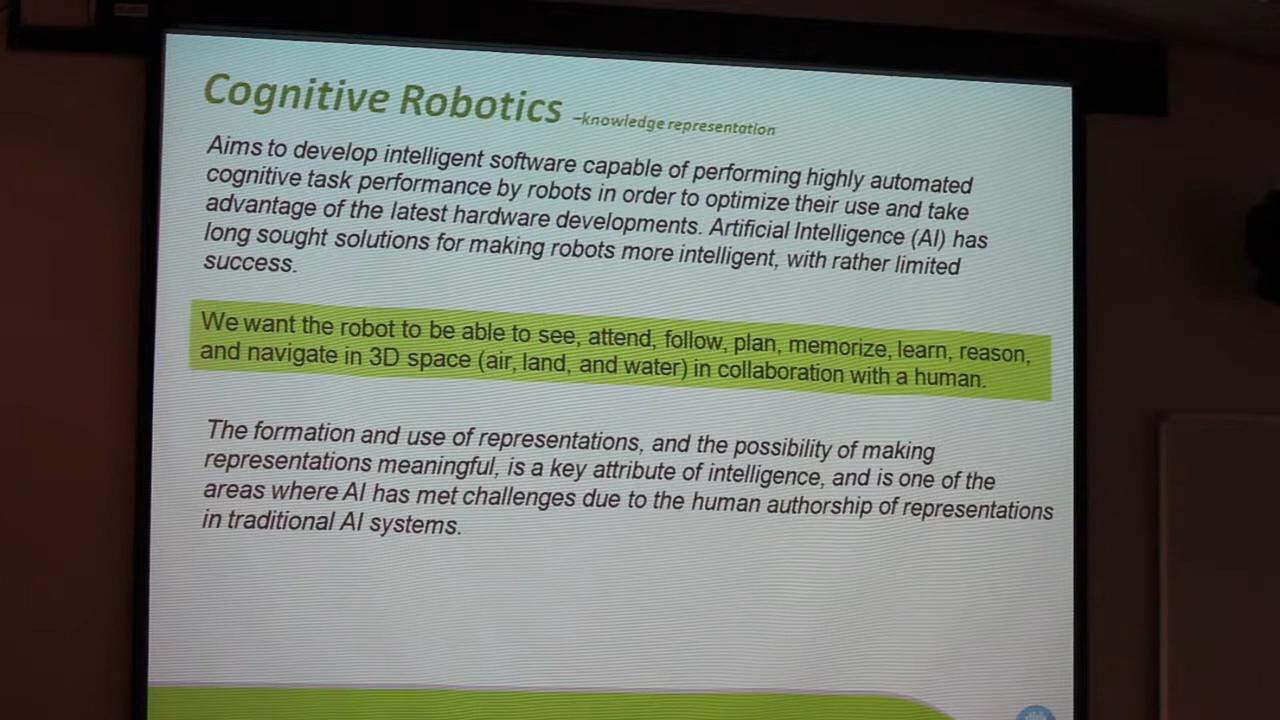 Cognitive Robotics –knowledge representation
Aims to develop intelligent software capable of performing highly automated
cognitive task performance by robots in order to optimize their use and take
advantage of the latest hardware developments. Artificial Intelligence (AI) has
long sought solutions for making robots more intelligent, with rather limited
success.
We want the robot to be able to see, attend, follow, plan, memorize, learn, reason,
and navigate in 3D space (air, land, and water) in collaboration with a human.
The formation and use of representations, and the possibility of making
representations meaningful, is a key attribute of intelligence, and is one of the
areas where AI has met challenges due to the human authorship of representations
in traditional AI systems.